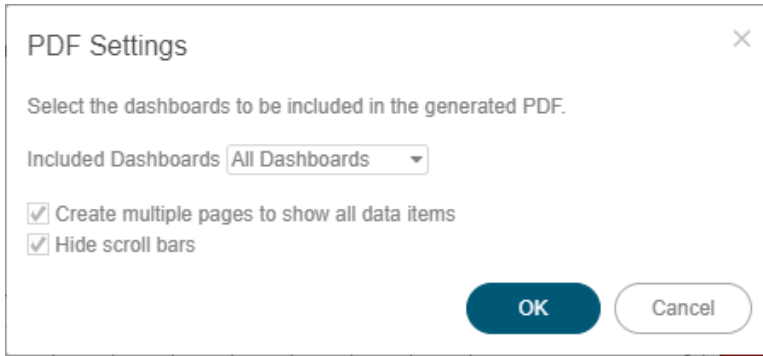 PDF Settings
Select the dashboards to be included in the generated PDF.
Included Dashboards All Dashboards
Create multiple pages to show all data items
Hide scroll bars
OK Cancel